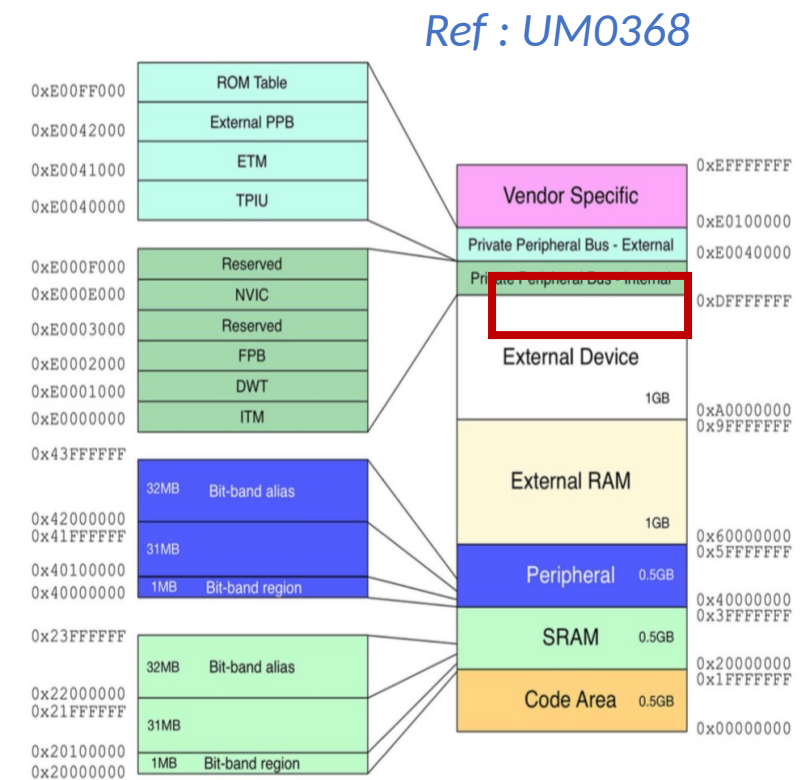 Ref : UM0368
0xE00FF000
ROM Table
0xE0042000
External PPB
0xE0041000
ETM
0xE0040000
TPIU
0xE000F000
Reserved
0xE000E000
NVIC
0xE0003000
Reserved
0xE0002000
FPB
0xE0001000
DWT
0xE0000000
ITM
0x43FFFFFF
32MB Bit-band alias
0x42000000
0x41FFFFFF
31MB
0x40100000
0x40000000
1MB Bit-band region
0x23FFFFFF
32MB Bit-band alias
0x22000000
0x21FFFFFF
31MB
0x20100000
0x20000000
1MB Bit-band region
0xEFFFFFFF
Vendor Specific
0xE0100000
Private Peripheral Bus - External
0xE0040000
Private Peripheral Bus - Internal
0xDFFFFFFF
External Device
1GB
0xA0000000
0x9FFFFFFF
External RAM
1GB
0x60000000
0x5FFFFFFF
Peripheral 0.5GB
0x40000000
0x3FFFFFFF
SRAM 0.5GB
0x20000000
0x1FFFFFFF
Code Area 0.5GB
0x00000000